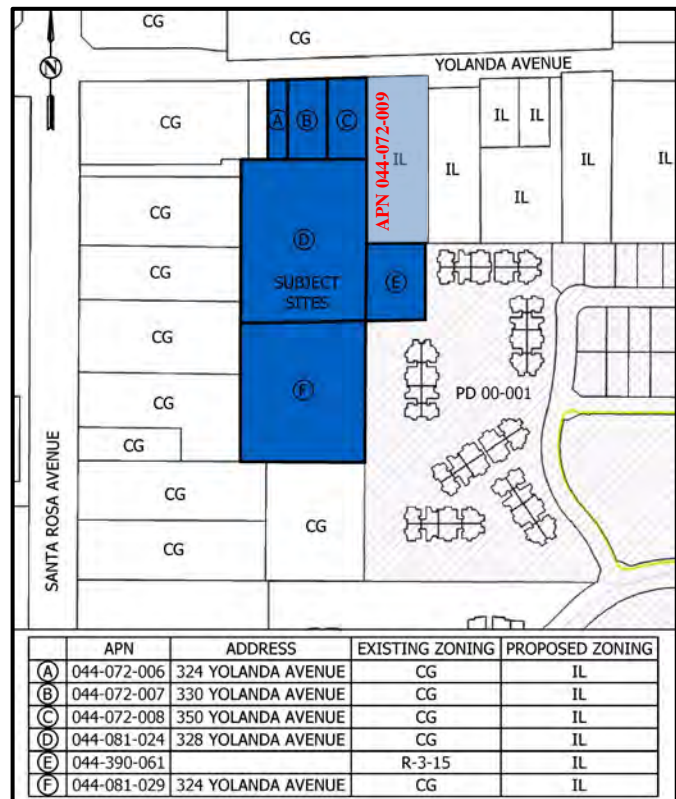 CG
CG
N
YOLANDA AVENUE
CG
A
B
C
IL
APN 044-072-009
IL
IL
IL
IL
IL
IL
CG
D
SUBJECT
SITES
E
CG
CG
F
PD 00-001
CG
CG
CG
CG
CG
SANTA ROSA AVENUE
APN ADDRESS EXISTING ZONING PROPOSED ZONING
A 044-072-006 324 YOLANDA AVENUE CG IL
B 044-072-007 330 YOLANDA AVENUE CG IL
C 044-072-008 350 YOLANDA AVENUE CG IL
D 044-081-024 328 YOLANDA AVENUE CG IL
E 044-390-061 R-3-15 IL
F 044-081-029 324 YOLANDA AVENUE CG IL